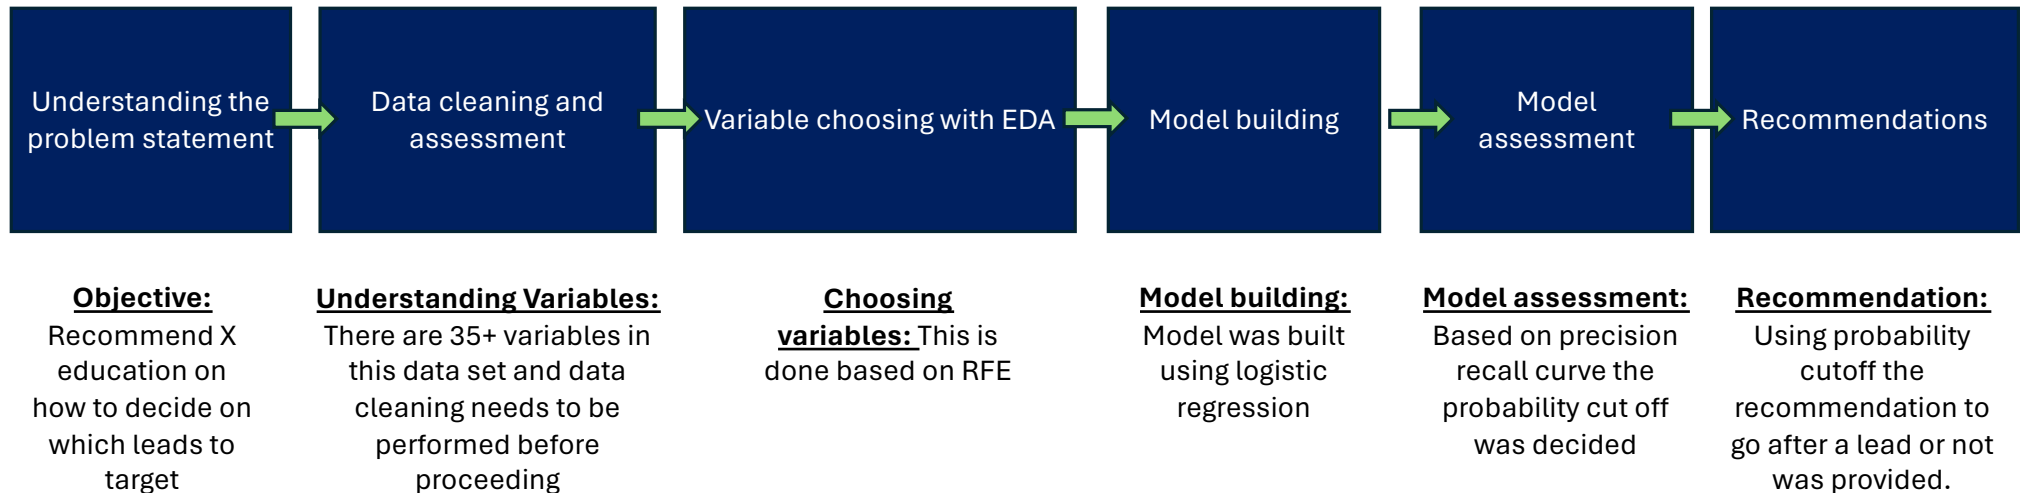 Understanding the
problem statement
Data cleaning and
assessment
Variable choosing with EDA
Model building
Model
assessment
Recommendations
Objective:
Recommend X
education on
how to decide on
which leads to
target
Understanding Variables:
There are 35+ variables in
this data set and data
cleaning needs to be
performed before
proceeding
Choosing
variables: This is
done based on RFE
Model building:
Model was built
using logistic
regression
Model assessment:
Based on precision
recall curve the
probability cut off
was decided
Recommendation:
Using probability
cutoff the
recommendation to
go after a lead or not
was provided.